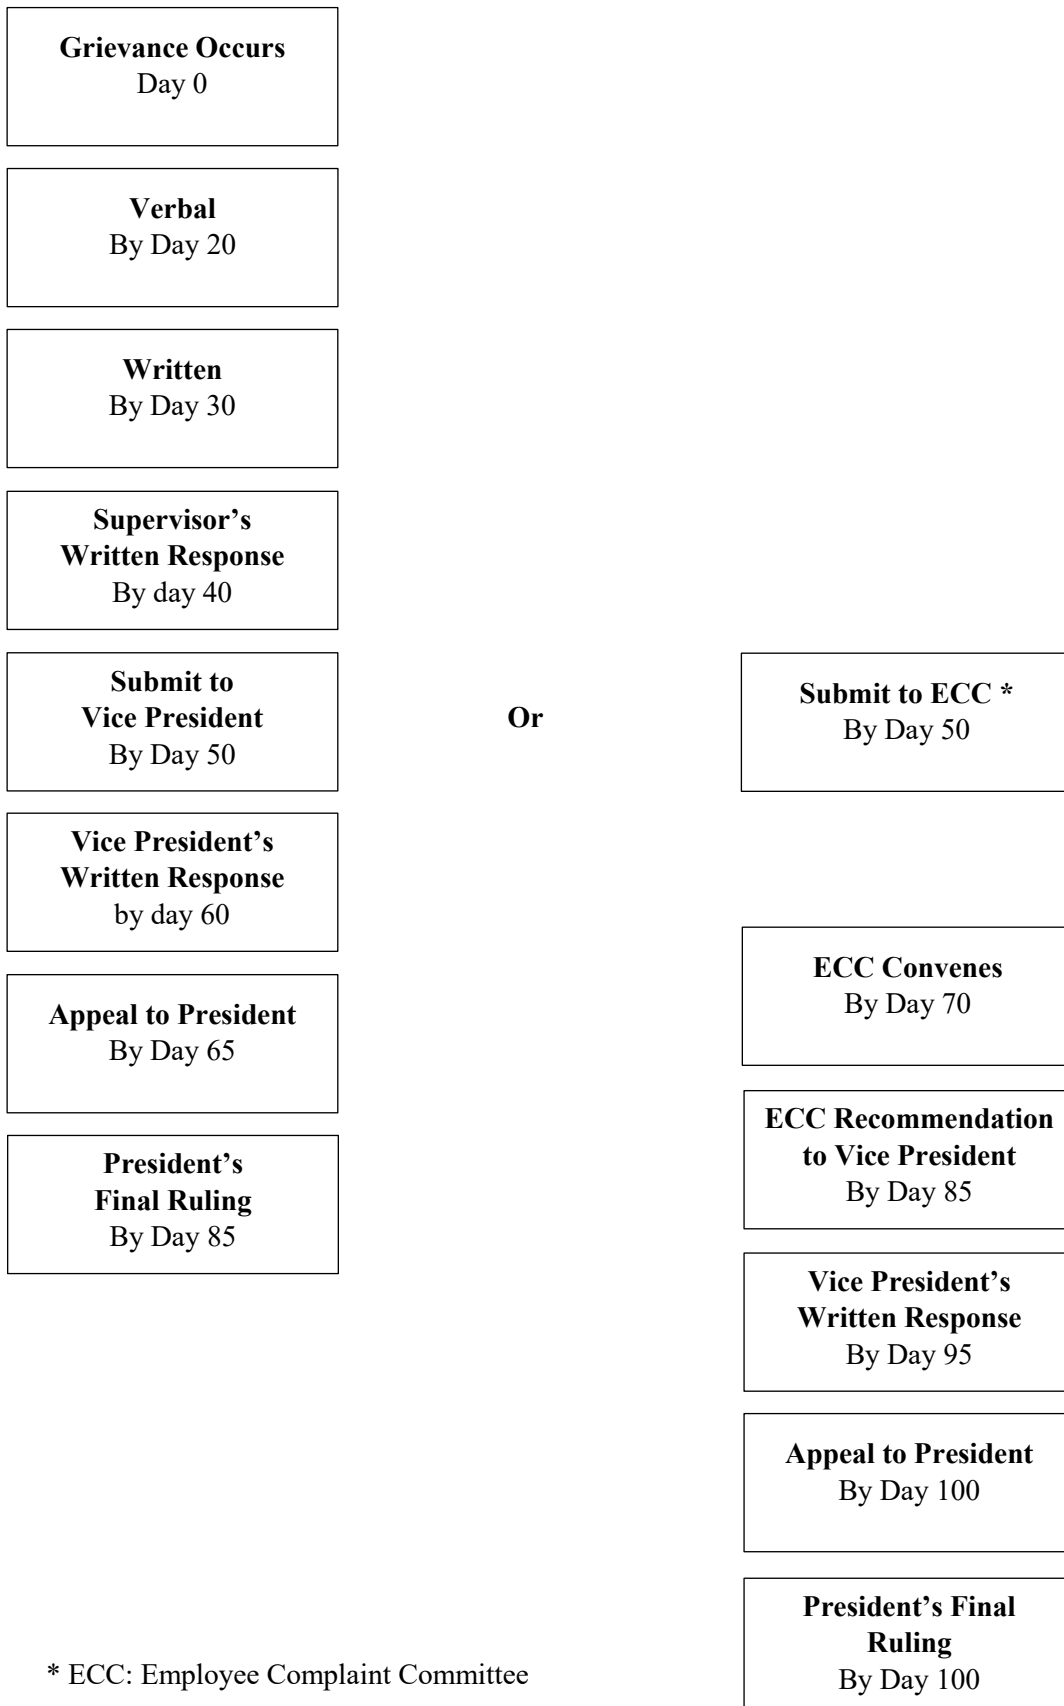 Grievance Occurs
Day 0
Verbal
By Day 20
Written
By Day 30
Supervisor’s
Written Response
By day 40
Submit to
Vice President
By Day 50
Or
Submit to ECC *
By Day 50
Vice President’s
Written Response
by day 60
Appeal to President
By Day 65
President’s
Final Ruling
By Day 85
ECC Convenes
By Day 70
ECC Recommendation
to Vice President
By Day 85
Vice President’s
Written Response
By Day 95
Appeal to President
By Day 100
President’s Final
Ruling
By Day 100
* ECC: Employee Complaint Committee